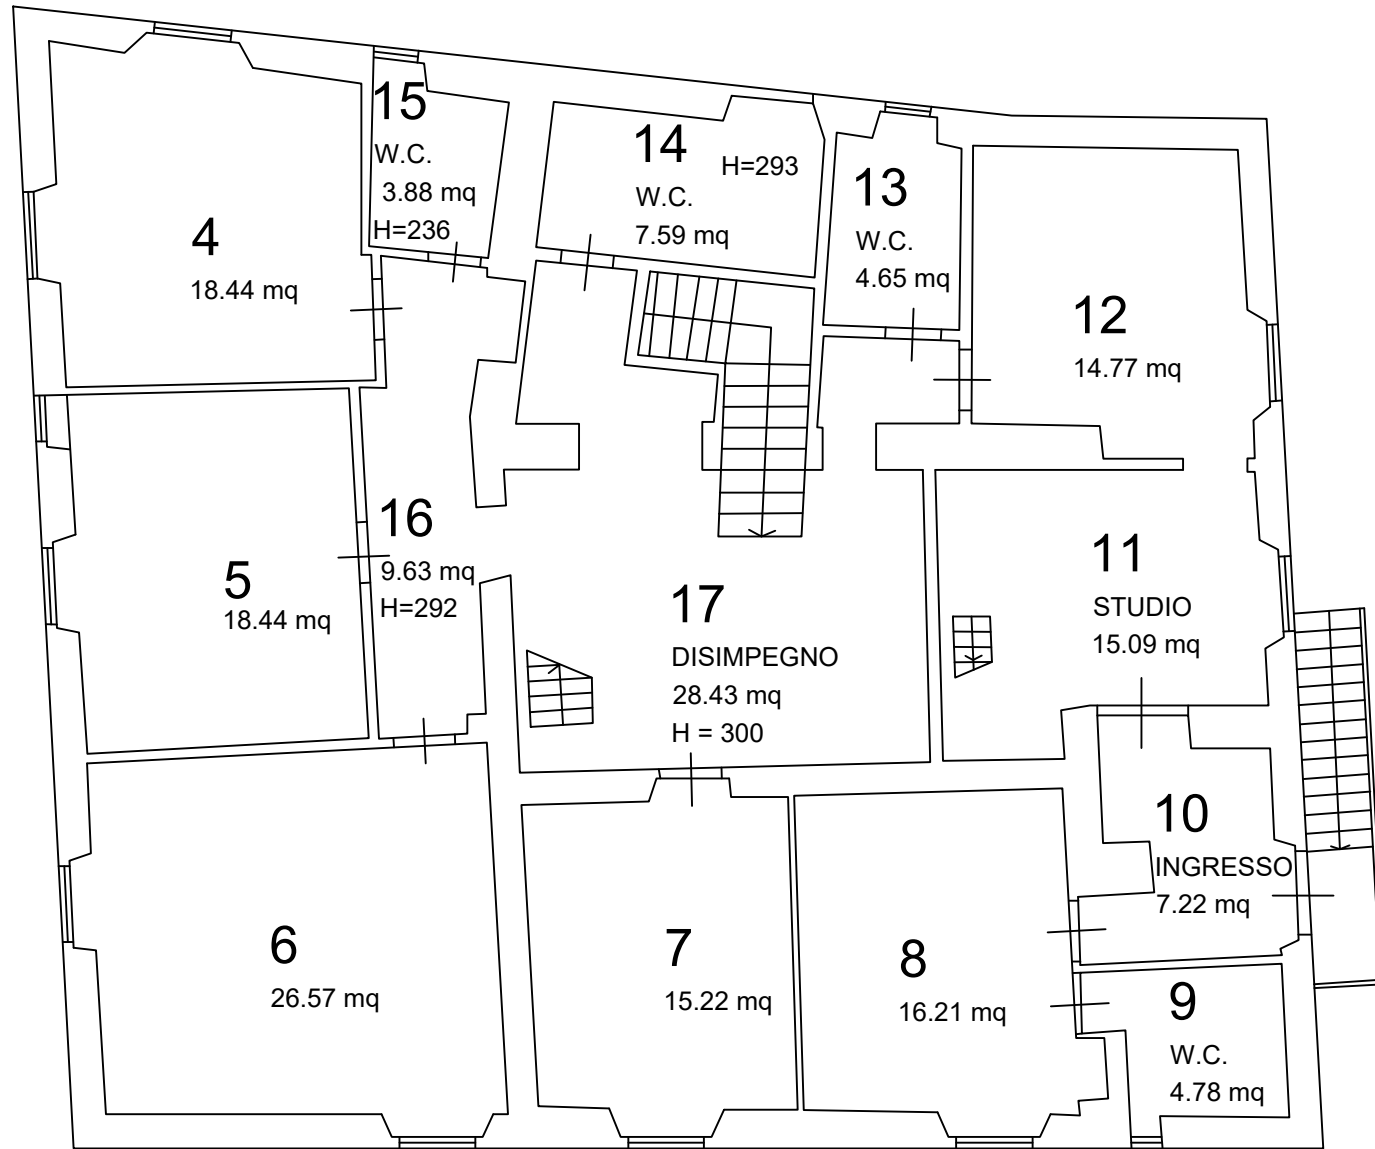 15
W.C.
3.88 mq
H=236
14
H=293
W.C.
7.59 mq
13
W.C.
4.65 mq
4
18.44 mq
12
14.77 mq
16
9.63 mq
H=292
5
18.44 mq
17
DISIMPEGNO
28.43 mq
H = 300
11
STUDIO
15.09 mq
10
INGRESSO
7.22 mq
6
26.57 mq
7
15.22 mq
8
16.21 mq
9
W.C.
4.78 mq